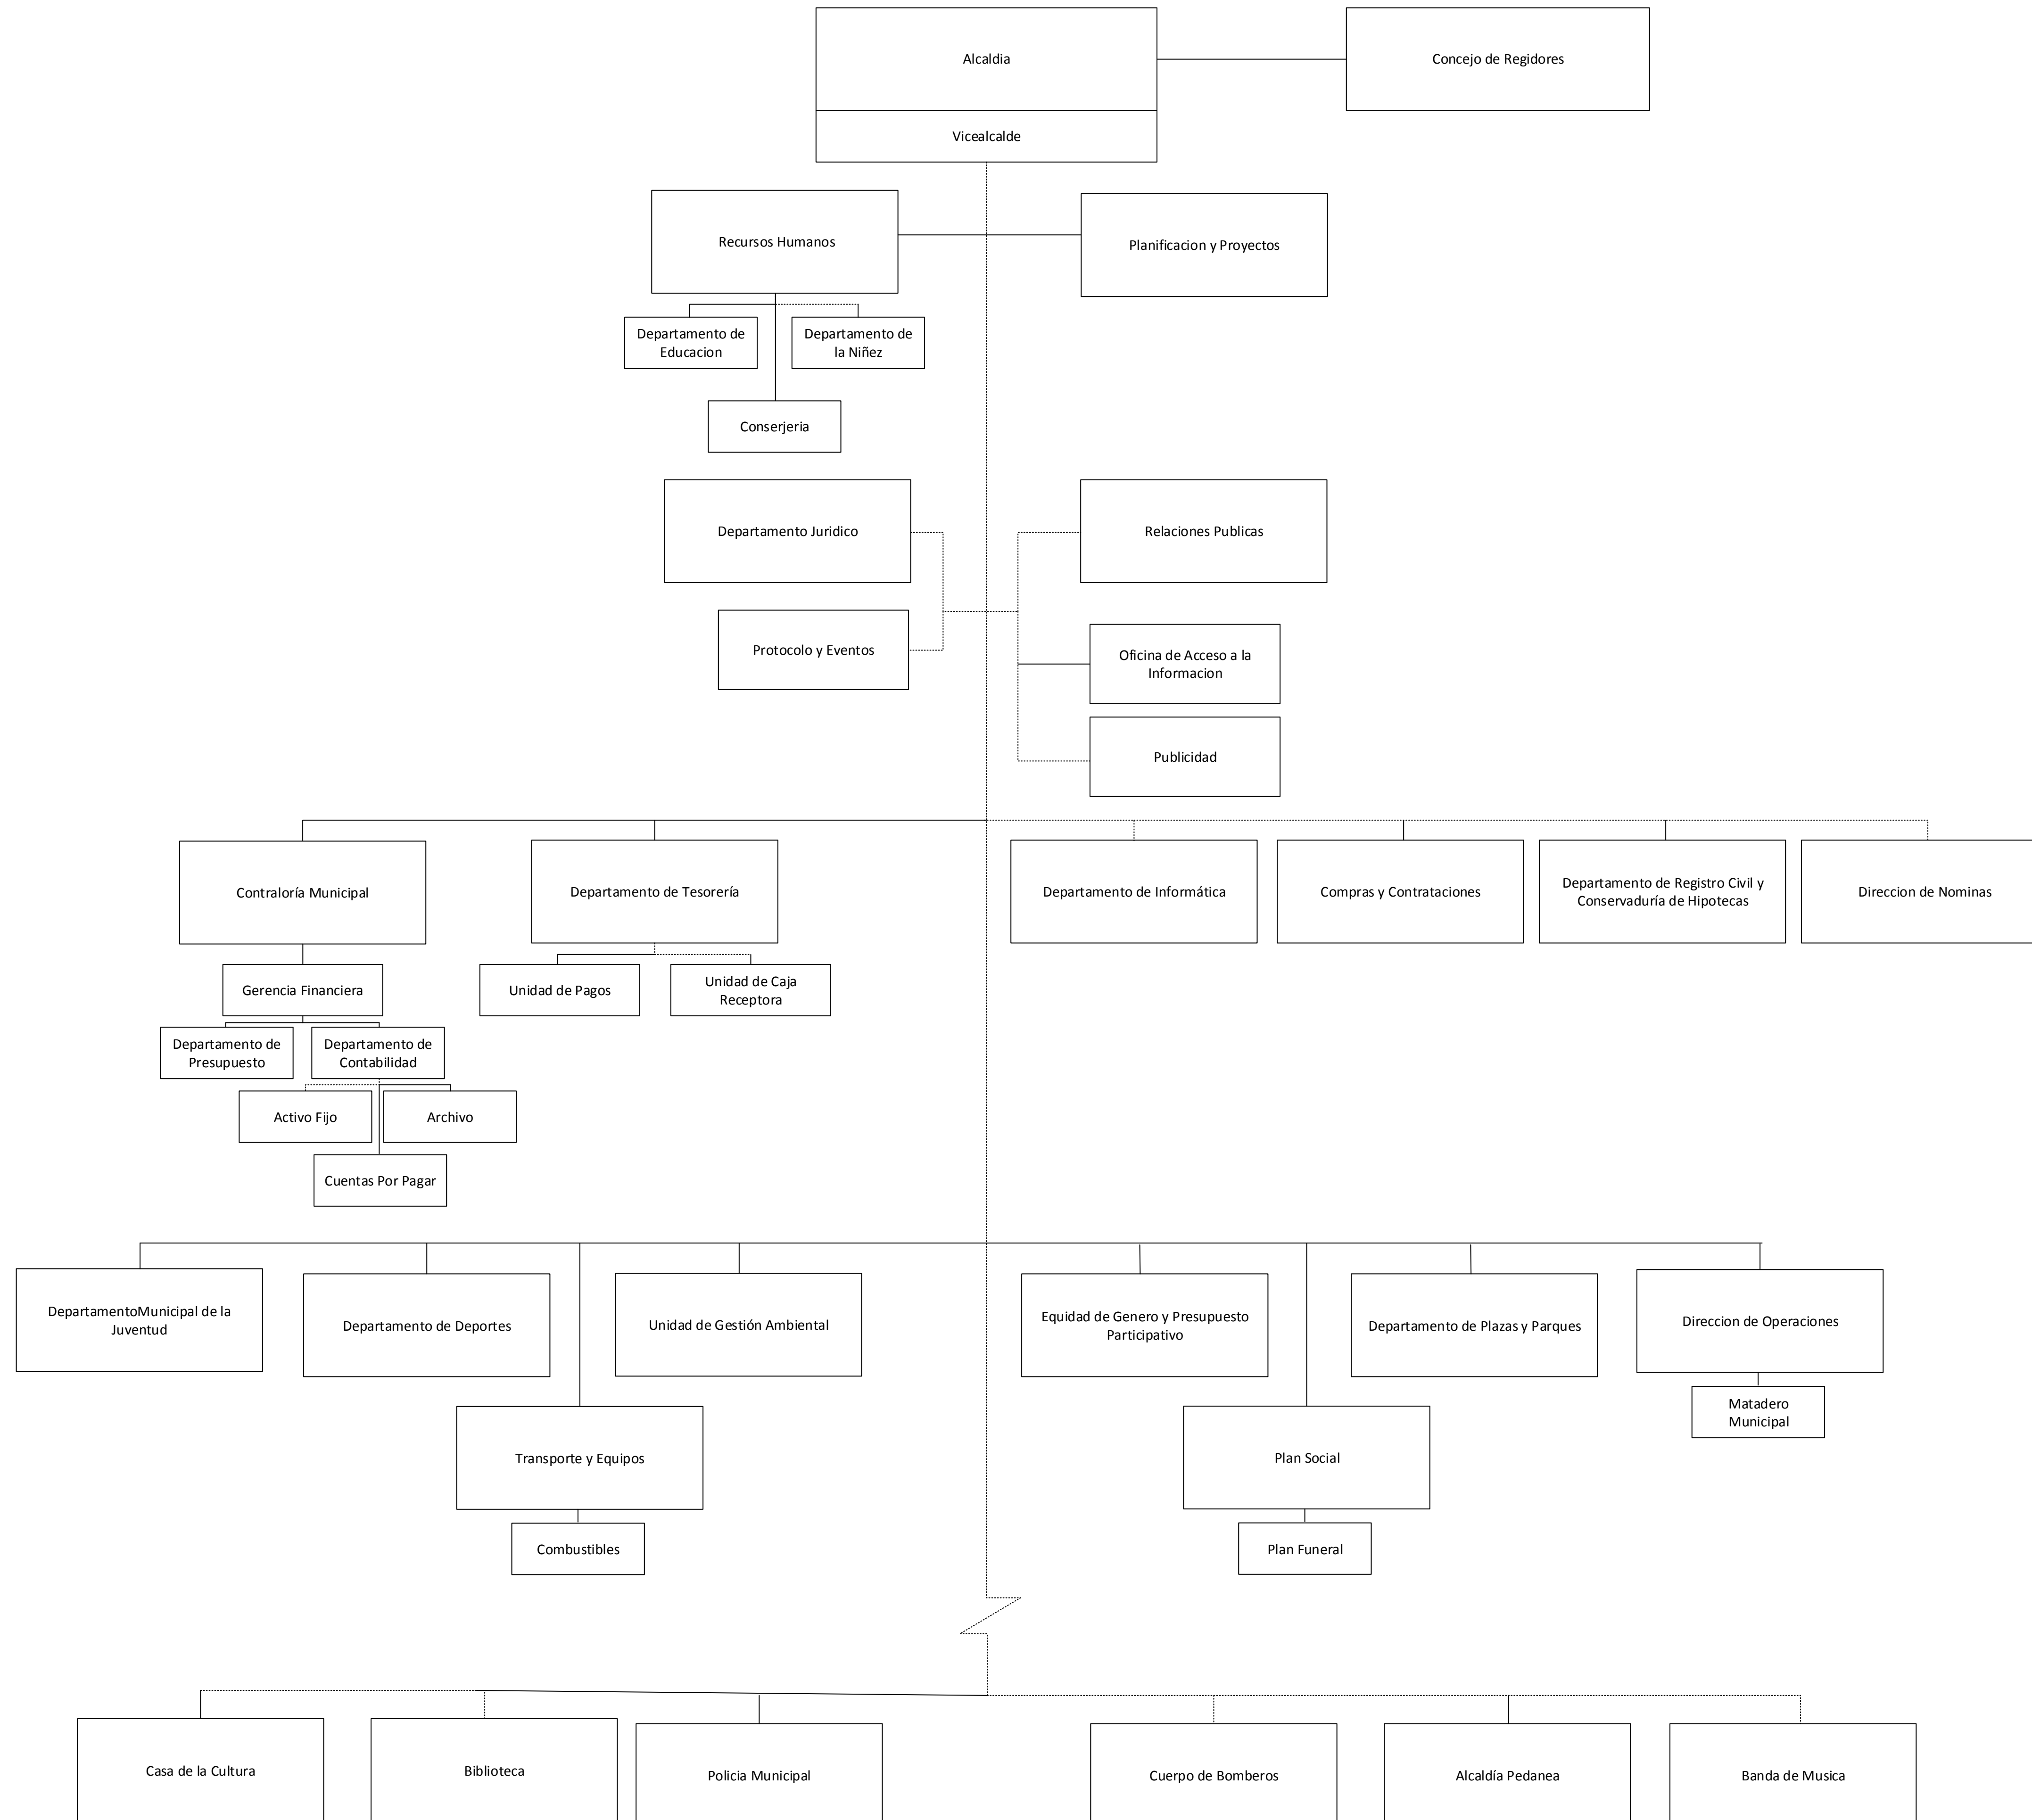 Alcaldia
Concejo de Regidores
Vicealcalde
Recursos Humanos
Planificacion y Proyectos
Departamento de
Educacion
Departamento de
la Niñez
Conserjeria
Departamento Juridico
Relaciones Publicas
Protocolo y Eventos
Oficina de Acceso a la
Informacion
Publicidad
Contraloría Municipal
Departamento de Tesorería
Departamento de Informática
Compras y Contrataciones
Departamento de Registro Civil y
Conservaduría de Hipotecas
Direccion de Nominas
Gerencia Financiera
Unidad de Pagos
Unidad de Caja
Receptora
Departamento de
Presupuesto
Departamento de
Contabilidad
Activo Fijo
Archivo
Cuentas Por Pagar
DepartamentoMunicipal de la
Juventud
Departamento de Deportes
Unidad de Gestión Ambiental
Equidad de Genero y Presupuesto
Participativo
Departamento de Plazas y Parques
Direccion de Operaciones
Matadero
Municipal
Transporte y Equipos
Plan Social
Combustibles
Plan Funeral
Casa de la Cultura
Biblioteca
Policia Municipal
Cuerpo de Bomberos
Alcaldía Pedanea
Banda de Musica